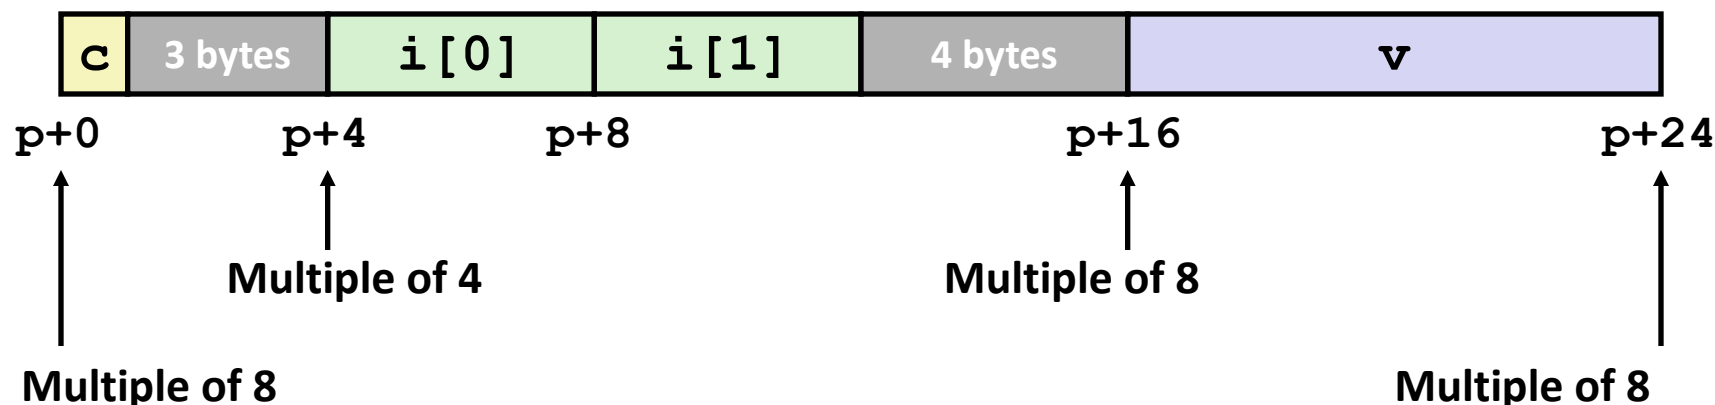 c 3 bytes i[0] i[1] 4 bytes v
p+0 p+4 p+8 p+16 p+24
Multiple of 4 Multiple of 8
Multiple of 8 Multiple of 8